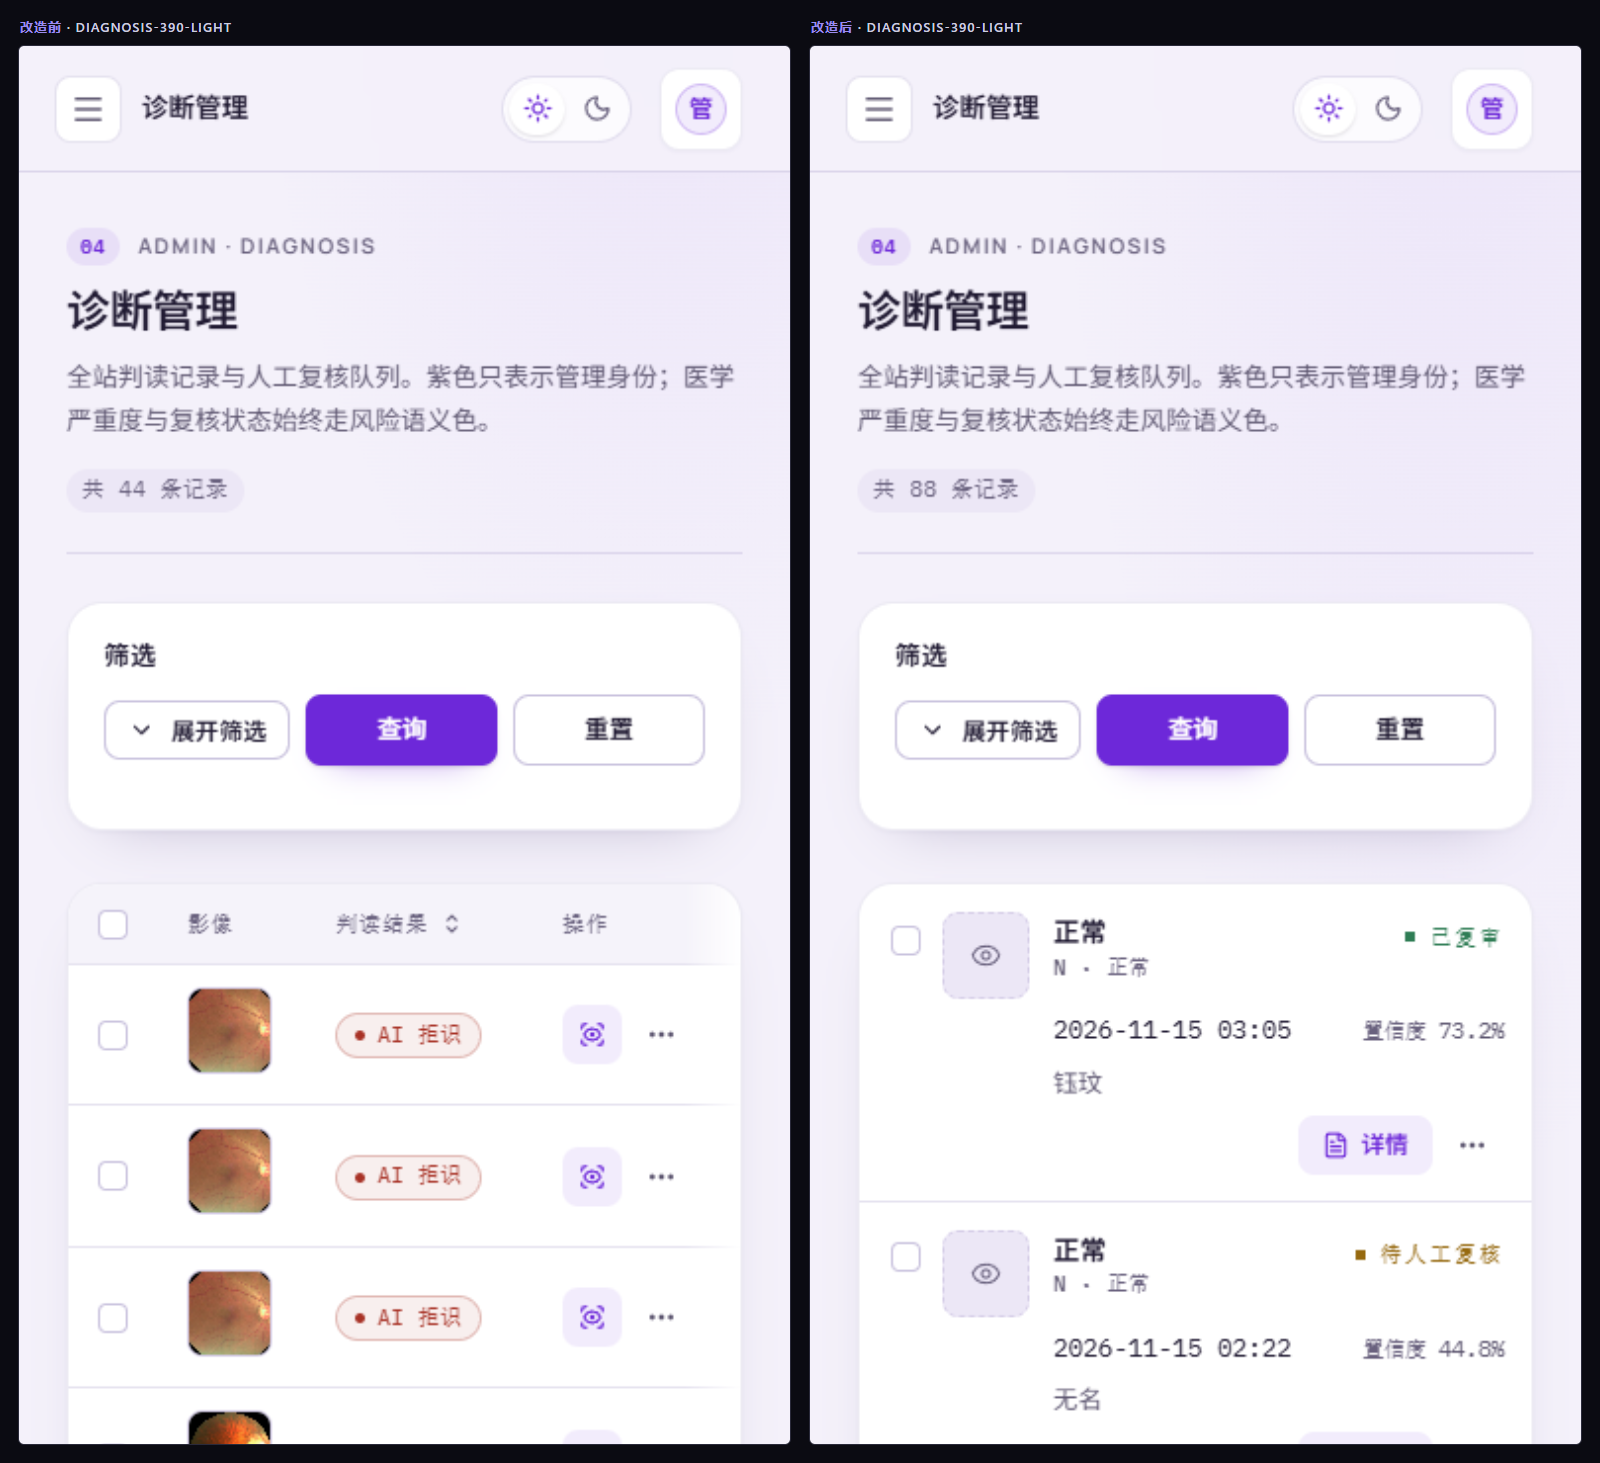 改造前 · DIAGNOSIS-390-LIGHT
诊断管理
管
04 ADMIN · DIAGNOSIS
诊断管理
全站判读记录与人工复核队列。紫色只表示管理身份；医学
严重度与复核状态始终走风险语义色。
共 44 条记录
筛选
展开筛选 查询 重置
影像 判读结果 操作
AI 拒识
AI 拒识
AI 拒识
改造后 · DIAGNOSIS-390-LIGHT
诊断管理
管
04 ADMIN · DIAGNOSIS
诊断管理
全站判读记录与人工复核队列。紫色只表示管理身份；医学
严重度与复核状态始终走风险语义色。
共 88 条记录
筛选
展开筛选 查询 重置
正常 已复审
N · 正常
2026-11-15 03:05 置信度 73.2%
钰玟
详情
正常 待人工复核
N · 正常
2026-11-15 02:22 置信度 44.8%
无名